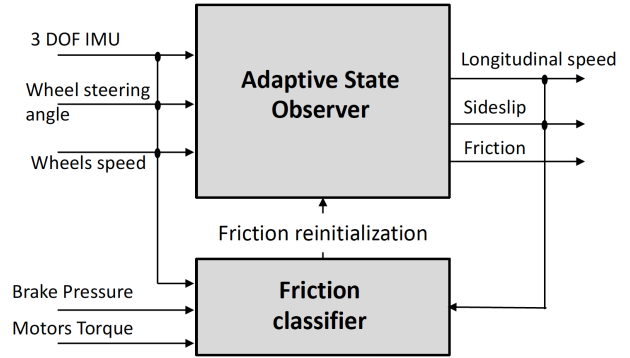 3 DOF IMU
Wheel steering
angle
Wheels speed
Adaptive State
Observer
Longitudinal speed
Sideslip
Friction
Friction reinitialization
Brake Pressure
Motors Torque
Friction
classifier